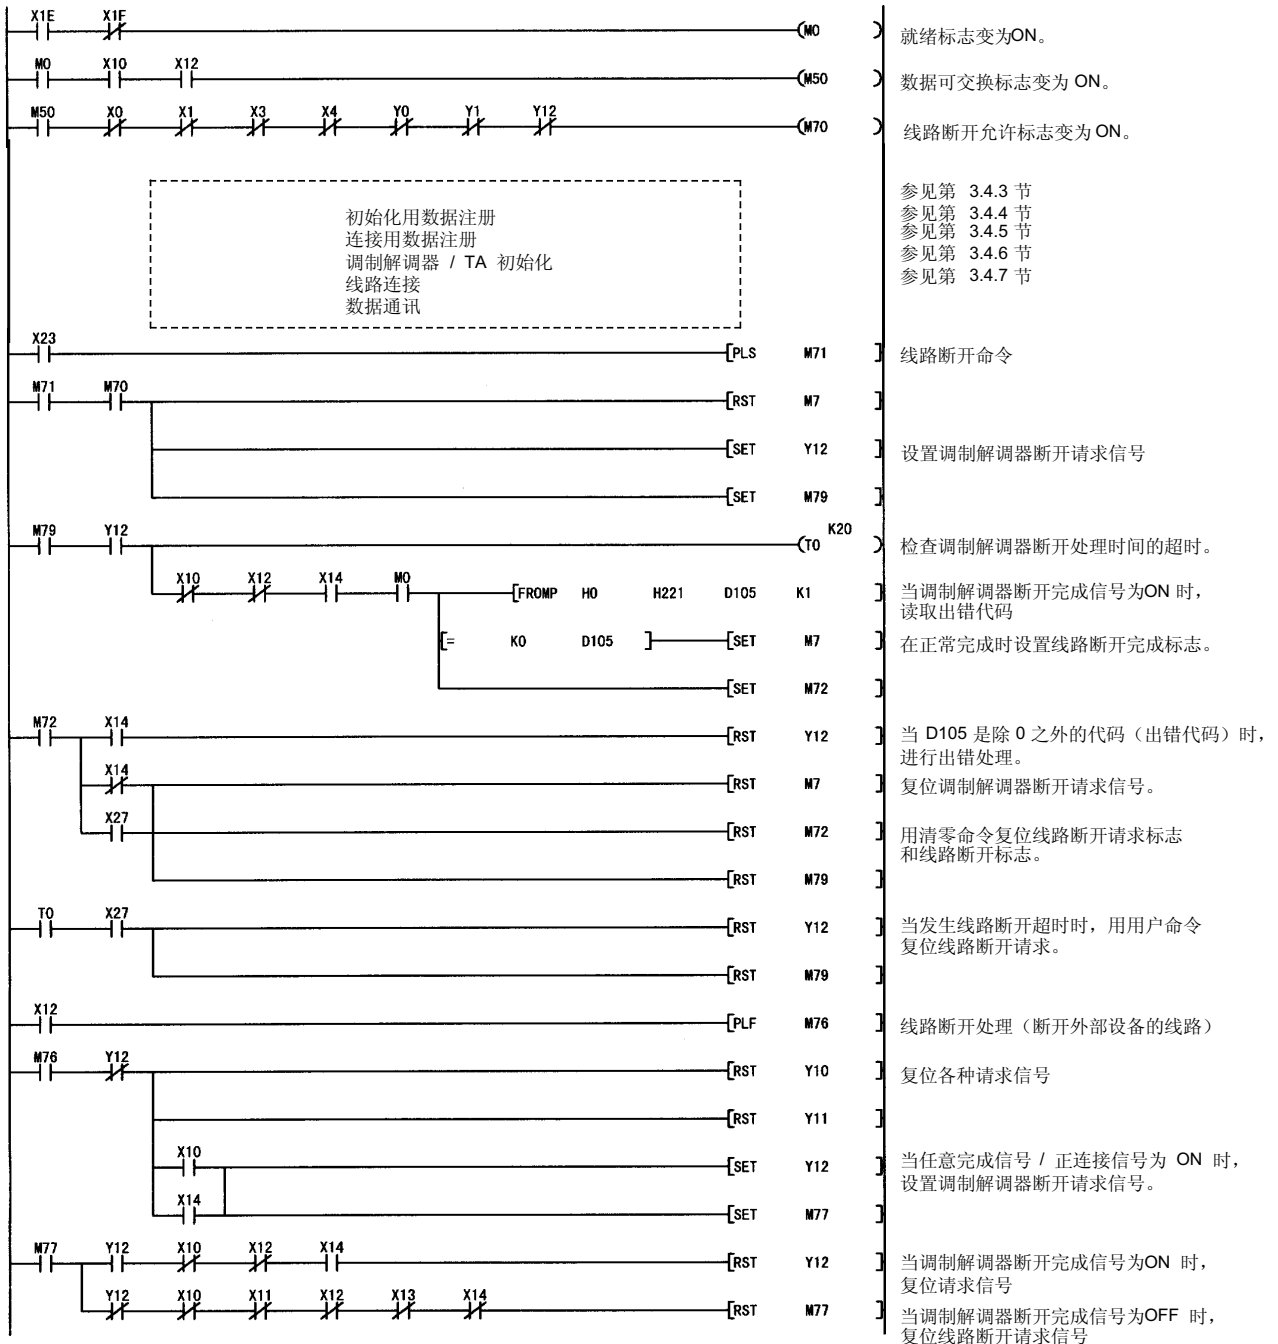 X1E X1F
(M0 ) 就绪标志变为ON。
M0 X10 X12
(M50 ) 数据可交换标志变为 ON。
M50 X0 X1 X3 X4 Y0 Y1 Y12
(M70 ) 线路断开允许标志变为 ON。
初始化用数据注册
连接用数据注册
调制解调器 / TA 初始化
线路连接
数据通讯
参见第 3.4.3 节
参见第 3.4.4 节
参见第 3.4.5 节
参见第 3.4.6 节
参见第 3.4.7 节
X23
[PLS M71 ] 线路断开命令
M71 M70
[RST M7 ]
[SET Y12 ] 设置调制解调器断开请求信号
[SET M79 ]
M79 Y12 K20
(T0 ) 检查调制解调器断开处理时间的超时。
X10 X12 X14 M0
[FROMP H0 H221 D105 K1 ] 当调制解调器断开完成信号为ON 时，
读取出错代码
[= K0 D105 ] [SET M7 ] 在正常完成时设置线路断开完成标志。
[SET M72 ]
M72 X14
[RST Y12 ] 当 D105 是除 0 之外的代码（出错代码）时，
进行出错处理。
X14
[RST M7 ] 复位调制解调器断开请求信号。
X27
[RST M72 ] 用清零命令复位线路断开请求标志
和线路断开标志。
[RST M79 ]
T0 X27
[RST Y12 ] 当发生线路断开超时时，用用户命令
复位线路断开请求。
[RST M79 ]
X12
[PLF M76 ] 线路断开处理（断开外部设备的线路）
M76 Y12
[RST Y10 ] 复位各种请求信号
[RST Y11 ]
X10
[SET Y12 ] 当任意完成信号 / 正连接信号为 ON 时，
设置调制解调器断开请求信号。
X14
[SET M77 ]
M77 Y12 X10 X12 X14
[RST Y12 ] 当调制解调器断开完成信号为ON 时，
复位请求信号
Y12 X10 X11 X12 X13 X14
[RST M77 ] 当调制解调器断开完成信号为OFF 时，
复位线路断开请求信号